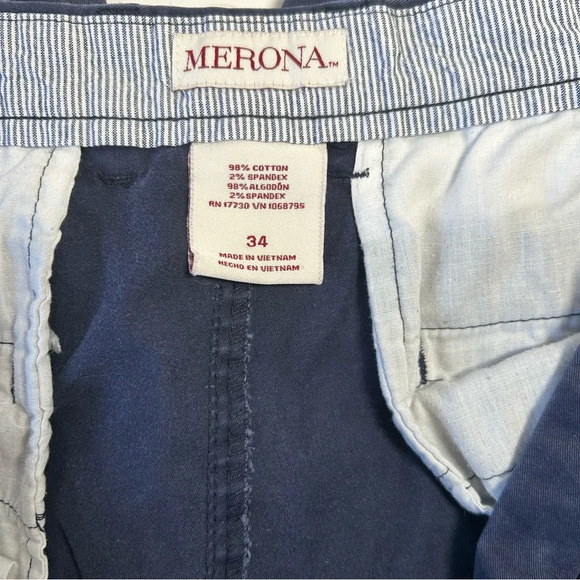 MERONA™
98% COTTON
2% SPANDEX
98% ALGODÓN
2% SPANDEX
RN 17730 VN 1068795
34
MADE IN VIETNAM
HECHO EN VIETNAM